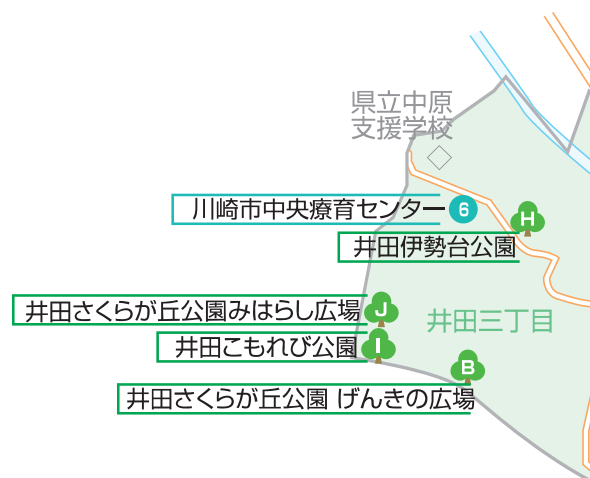 県立中原
支援学校
川崎市中央療育センター 6
H
井田伊勢台公園
井田さくらが丘公園みはらし広場 J
井田三丁目
井田こもれび公園 I
B
井田さくらが丘公園 げんきの広場